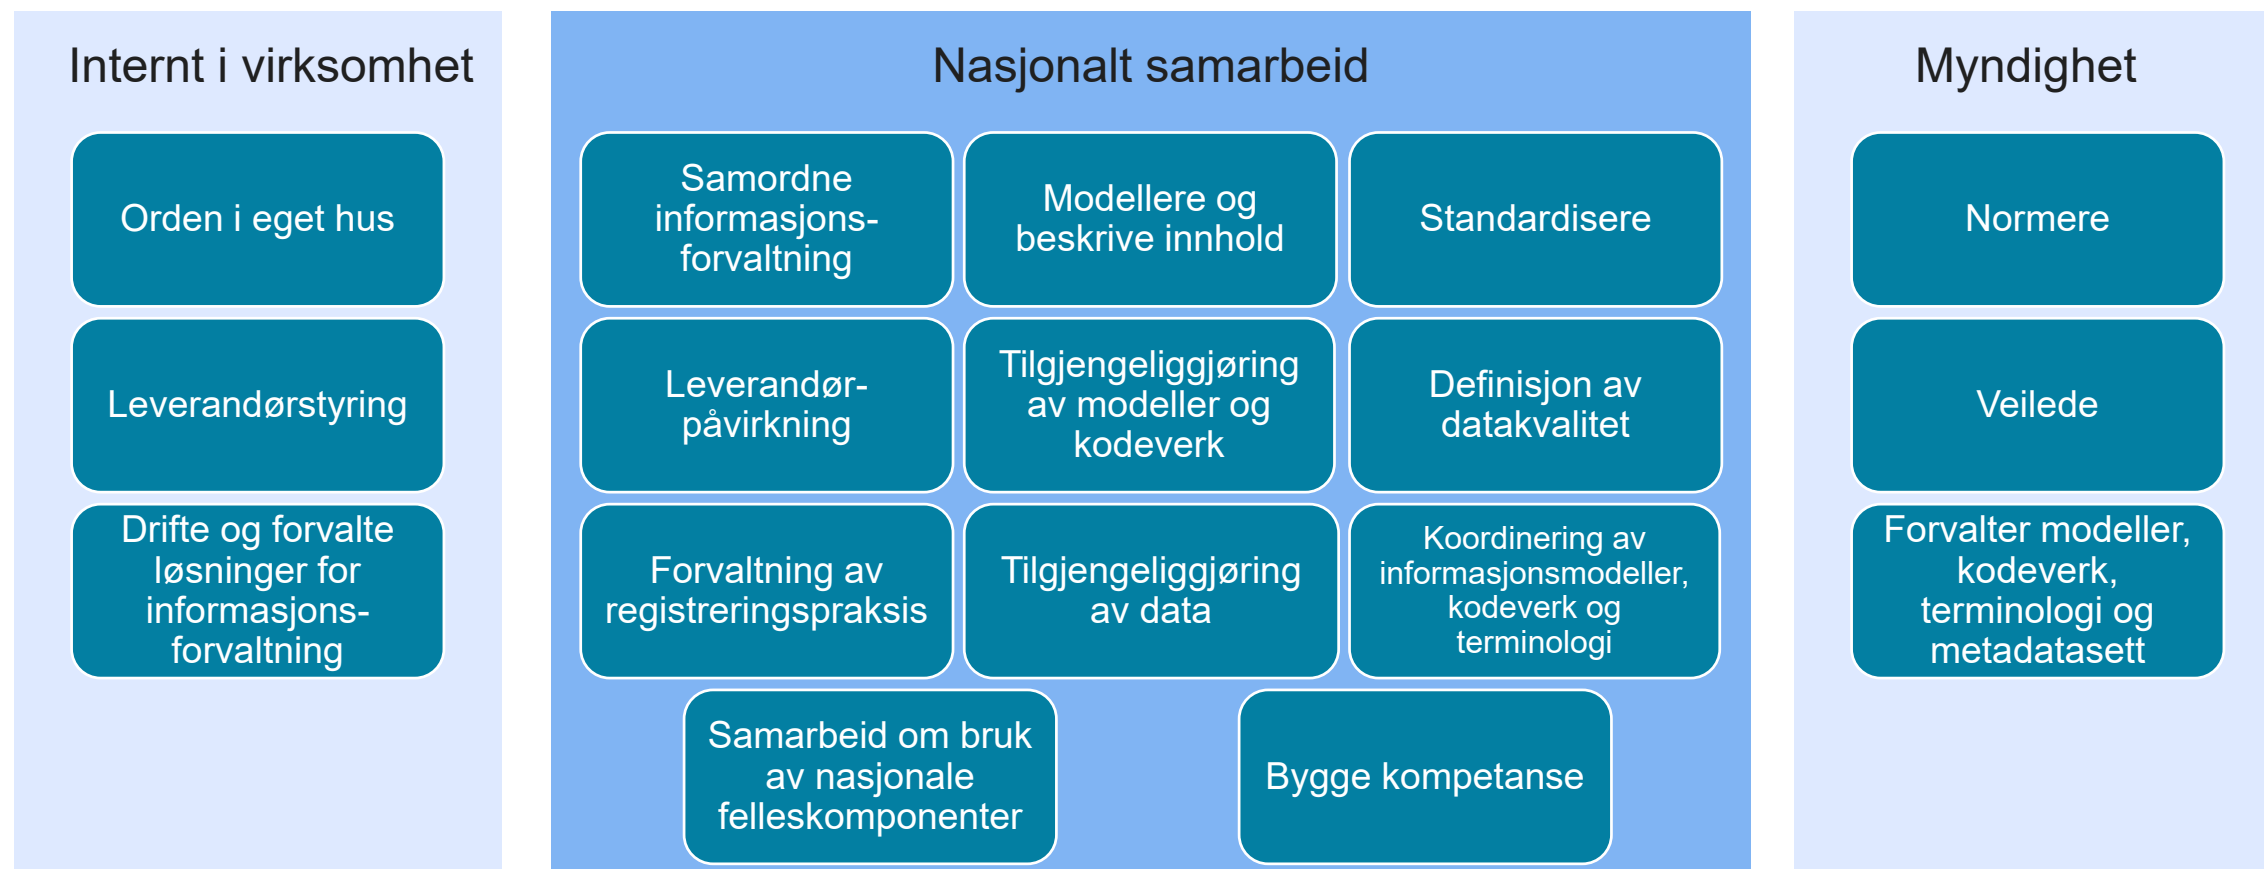 Internt i virksomhet
Orden i eget hus
Leverandørstyring
Drifte og forvalte
løsninger for
informasjons-
forvaltning
Nasjonalt samarbeid
Samordne
informasjons-
forvaltning
Modellere og
beskrive innhold
Standardisere
Leverandør-
påvirkning
Tilgjengeliggjøring
av modeller og
kodeverk
Definisjon av
datakvalitet
Forvaltning av
registreringspraksis
Tilgjengeliggjøring
av data
Koordinering av
informasjonsmodeller,
kodeverk og
terminologi
Samarbeid om bruk
av nasjonale
felleskomponenter
Bygge kompetanse
Myndighet
Normere
Veilede
Forvalter modeller,
kodeverk,
terminologi og
metadatasett